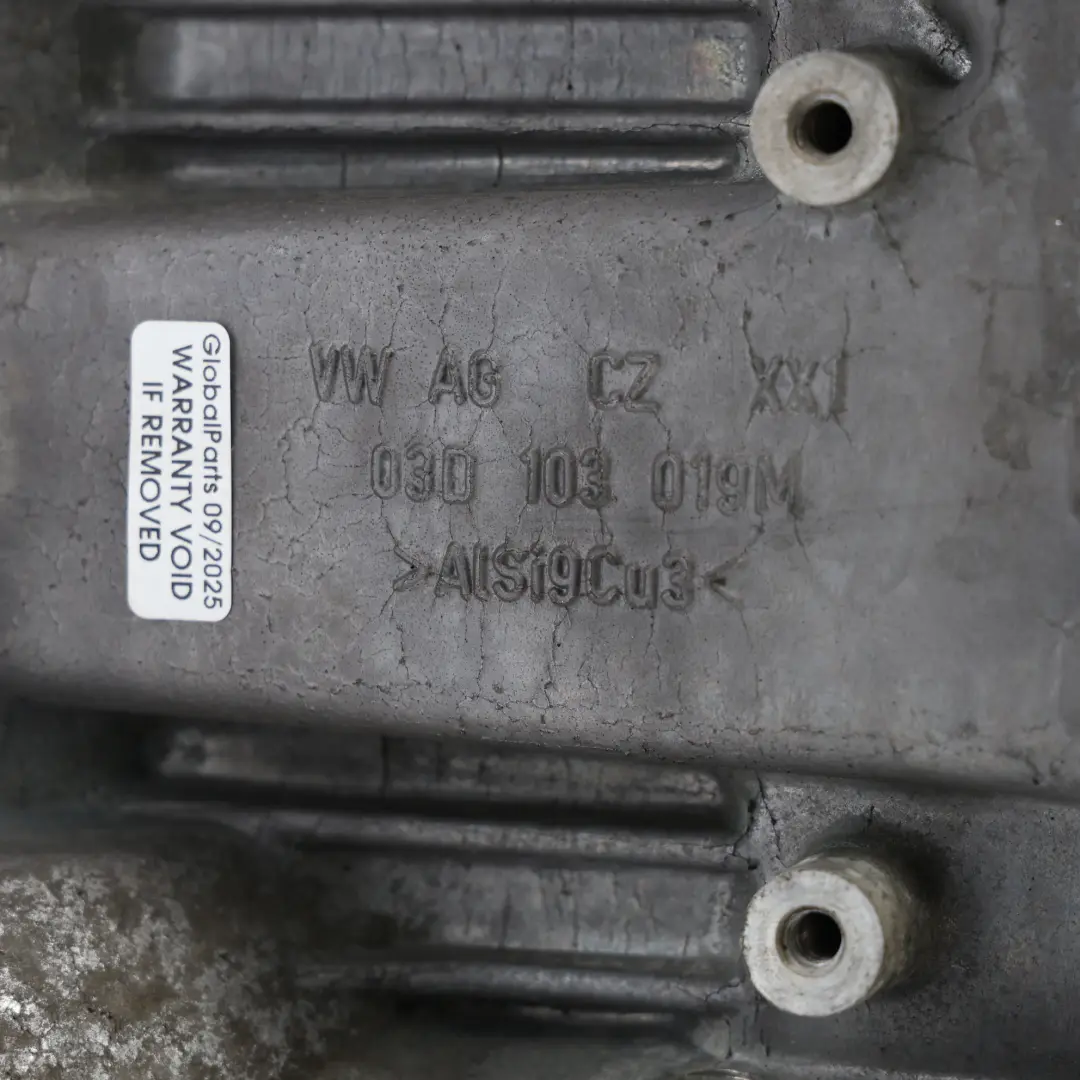 VW AG CZ XX1
03D 103 019M
>AlSi9Cu3<
GlobalParts 09/2025
WARRANTY VOID
IF REMOVED